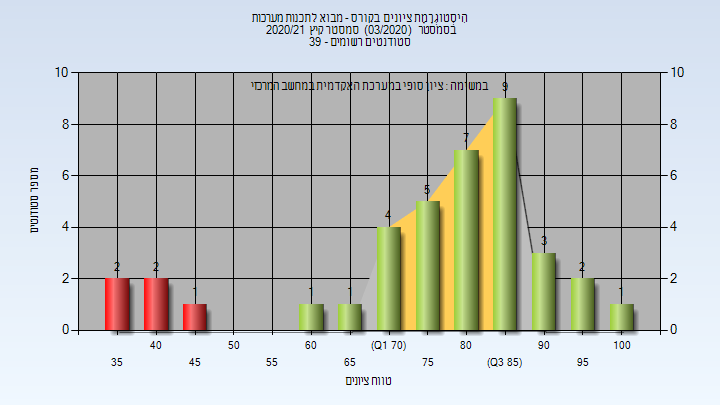 היסטוגרמת ציונים בקורס - מבוא לתכנות מערכות
בסמסטר (03/2020) סמסטר קיץ 2020/21
סטודנטים רשומים - 39
במשימה : ציון סופי במערכת האקדמית במחשב המרכזי
מספר סטודנטים
10 10
8 8
6 6
4 4
2 2
0 0
2 2 1 1 1 4 5 7 9 3 2 1
40 50 60 (Q1 70) 80 90 100
35 45 55 65 75 (Q3 85) 95
טווח ציונים